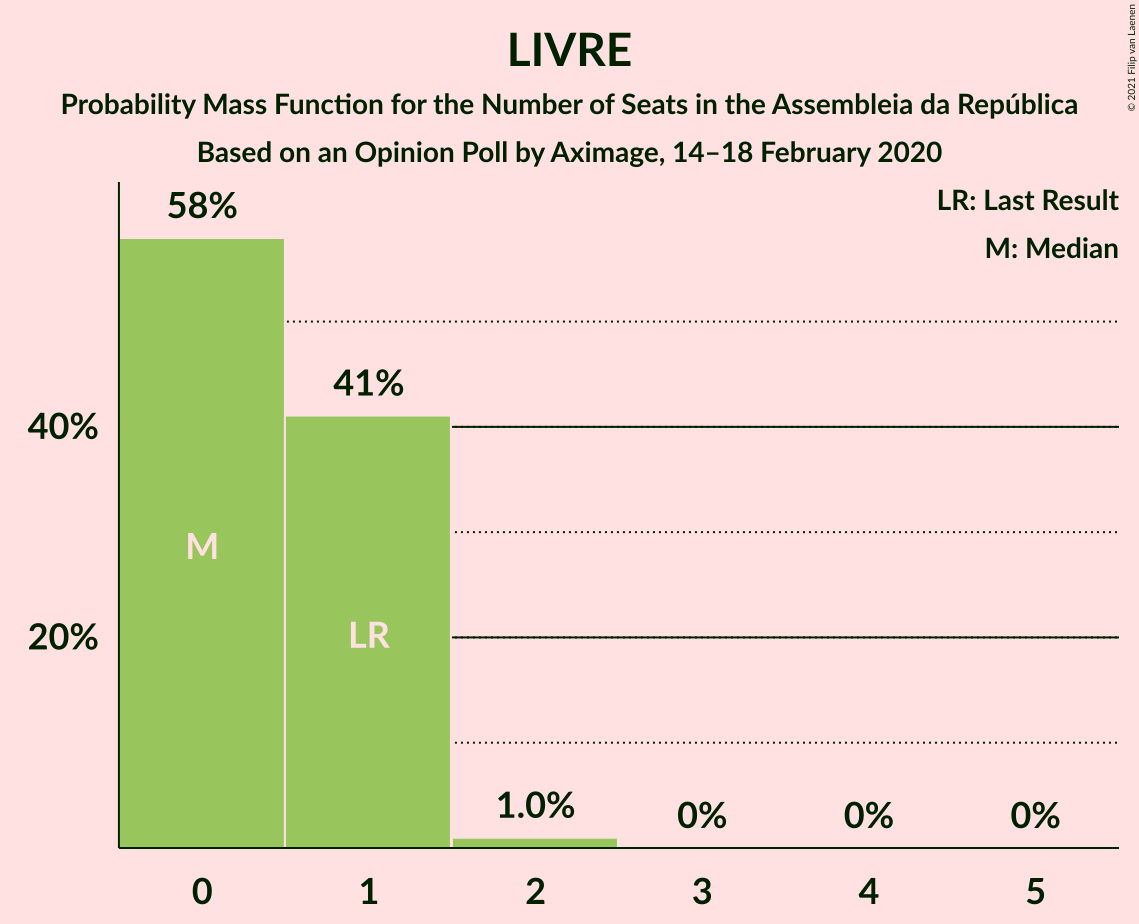 LIVRE
Probability Mass Function for the Number of Seats in the Assembleia da República
Based on an Opinion Poll by Aximage, 14–18 February 2020
© 2021 Filip van Laenen
LR: Last Result
M: Median
58%
41%
40%
M
LR
20%
1.0%
0%
0%
0%
0
1
2
3
4
5